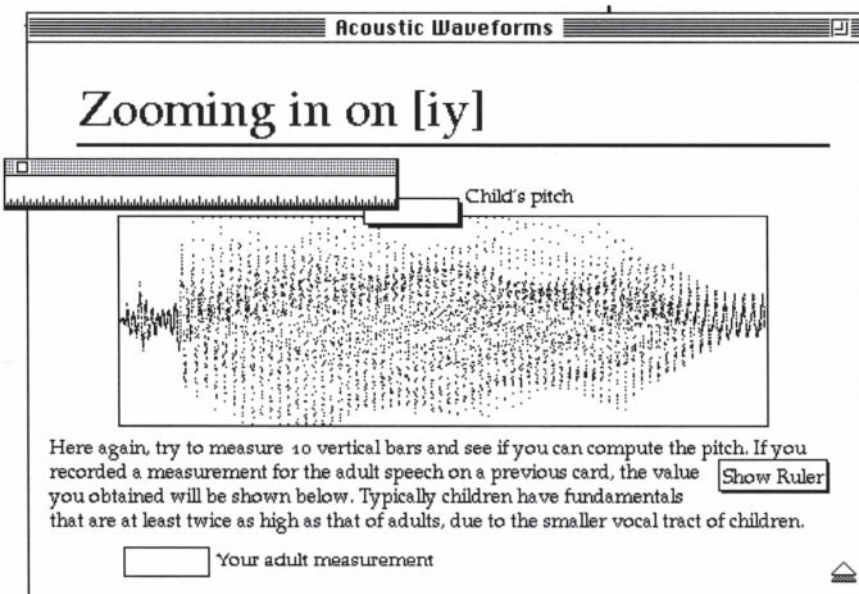 Acoustic Waveforms
Zooming in on [iy]
Child's pitch
Here again, try to measure 10 vertical bars and see if you can compute the pitch. If you
recorded a measurement for the adult speech on a previous card, the value
Show Ruler
you obtained will be shown below. Typically children have fundamentals
that are at least twice as high as that of adults, due to the smaller vocal tract of children.
Your adult measurement